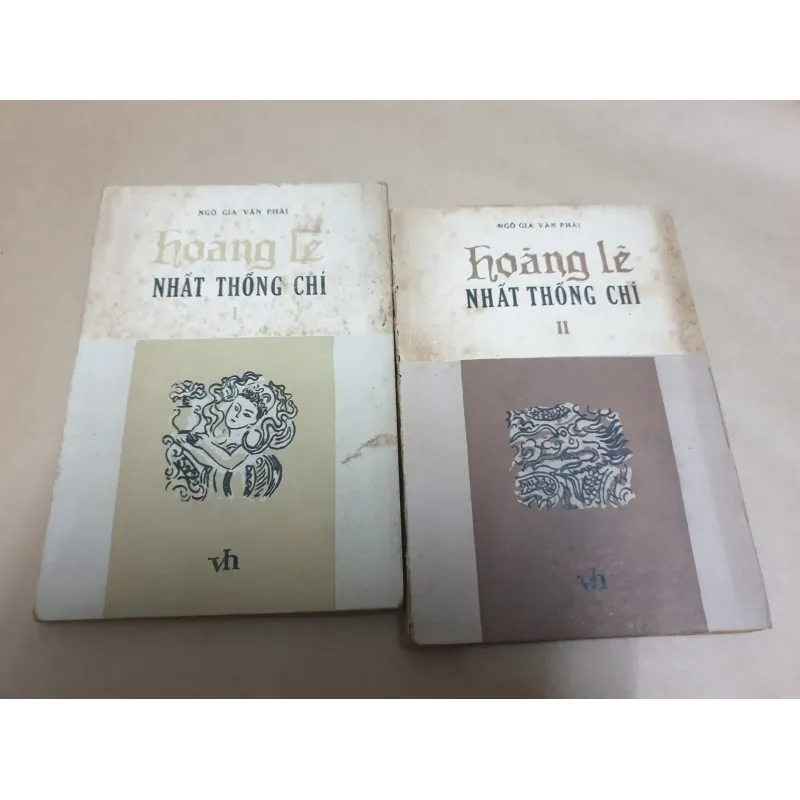 NGÔ GIA VĂN PHÁI
hoàng lê
NHẤT THỐNG CHÍ
I
vh
NGÔ GIA VĂN PHÁI
hoàng lê
NHẤT THỐNG CHÍ
II
vh